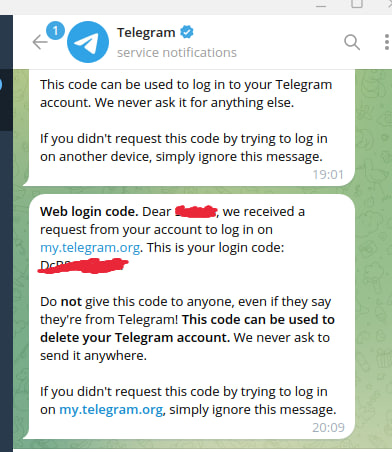 1
Telegram
service notifications
This code can be used to log in to your Telegram
account. We never ask it for anything else.
If you didn't request this code by trying to log in
on another device, simply ignore this message.
19:01
Web login code. Dear , we received a
request from your account to log in on
my.telegram.org. This is your login code:
Do not give this code to anyone, even if they say
they're from Telegram! This code can be used to
delete your Telegram account. We never ask to
send it anywhere.
If you didn't request this code by trying to log in
on my.telegram.org, simply ignore this message.
20:09